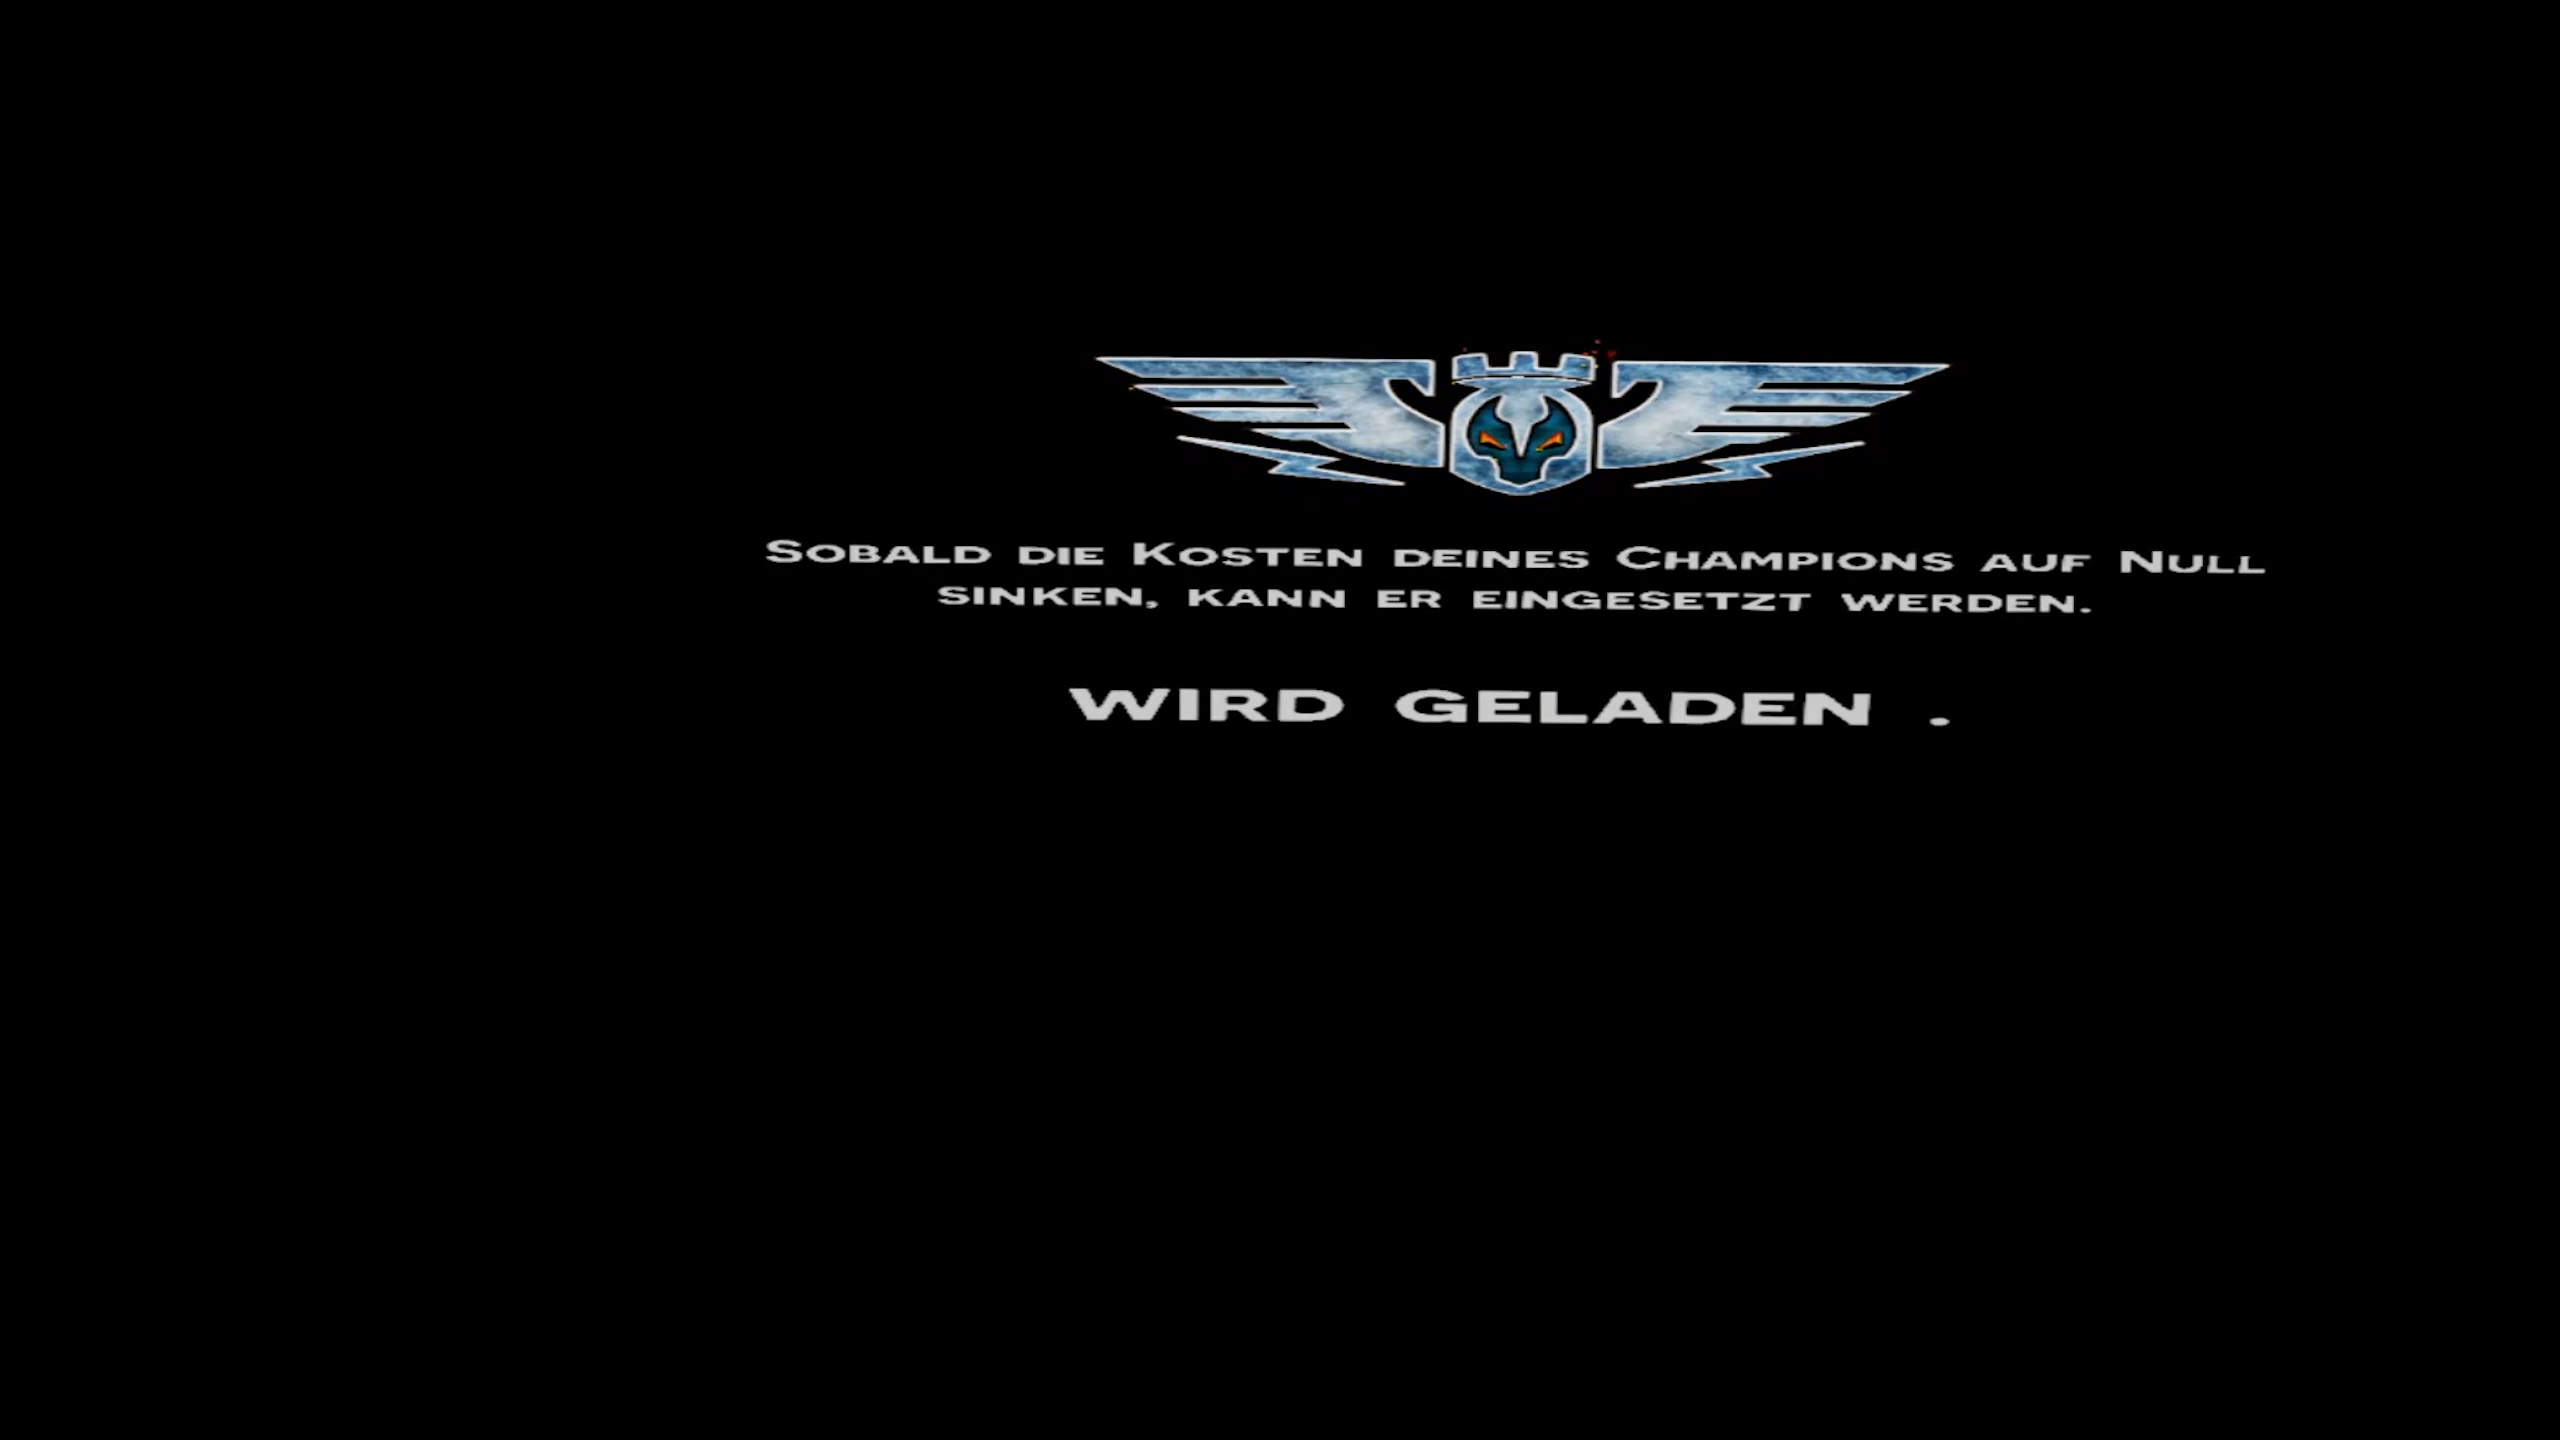 Sobald die Kosten deines Champions auf Null
sinken, kann er eingesetzt werden.
WIRD GELADEN .